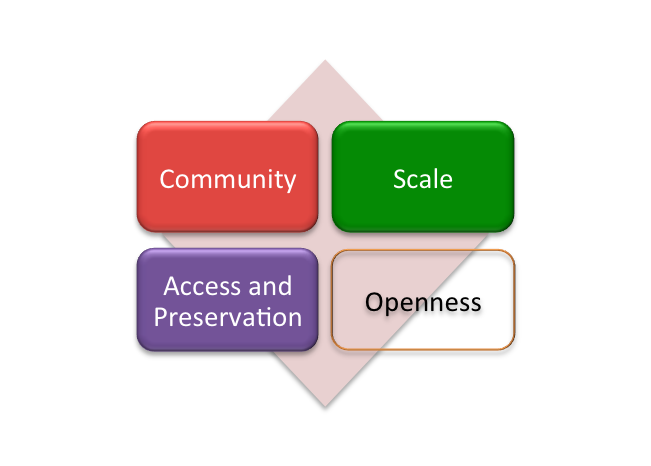 Community
Scale
Access and
Preservation
Openness